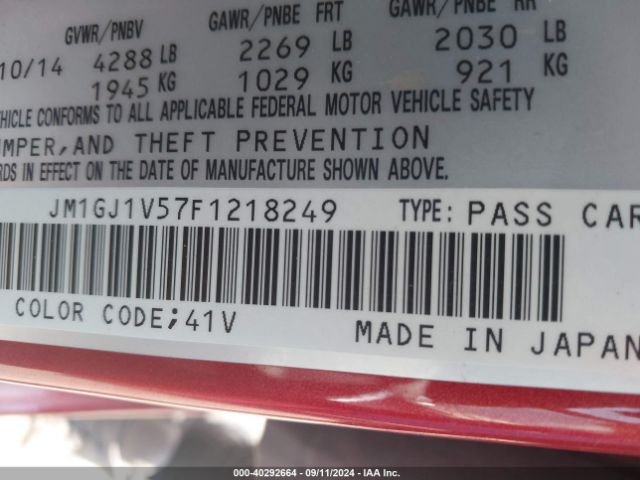 GVWR/PNBV GAWR/PNBE FRT GAWR/PNBE RR
10/14 4288 LB 2269 LB 2030 LB
1945 KG 1029 KG 921 KG
EHICLE CONFORMS TO ALL APPLICABLE FEDERAL MOTOR VEHICLE SAFETY
UMPER,AND THEFT PREVENTION
RDS IN EFFECT ON THE DATE OF MANUFACTURE SHOWN ABOVE.
JM1GJ1V57F1218249 TYPE: PASS CAR
COLOR CODE;41V MADE IN JAPAN
000-40292664 - 09/11/2024 - IAA Inc.